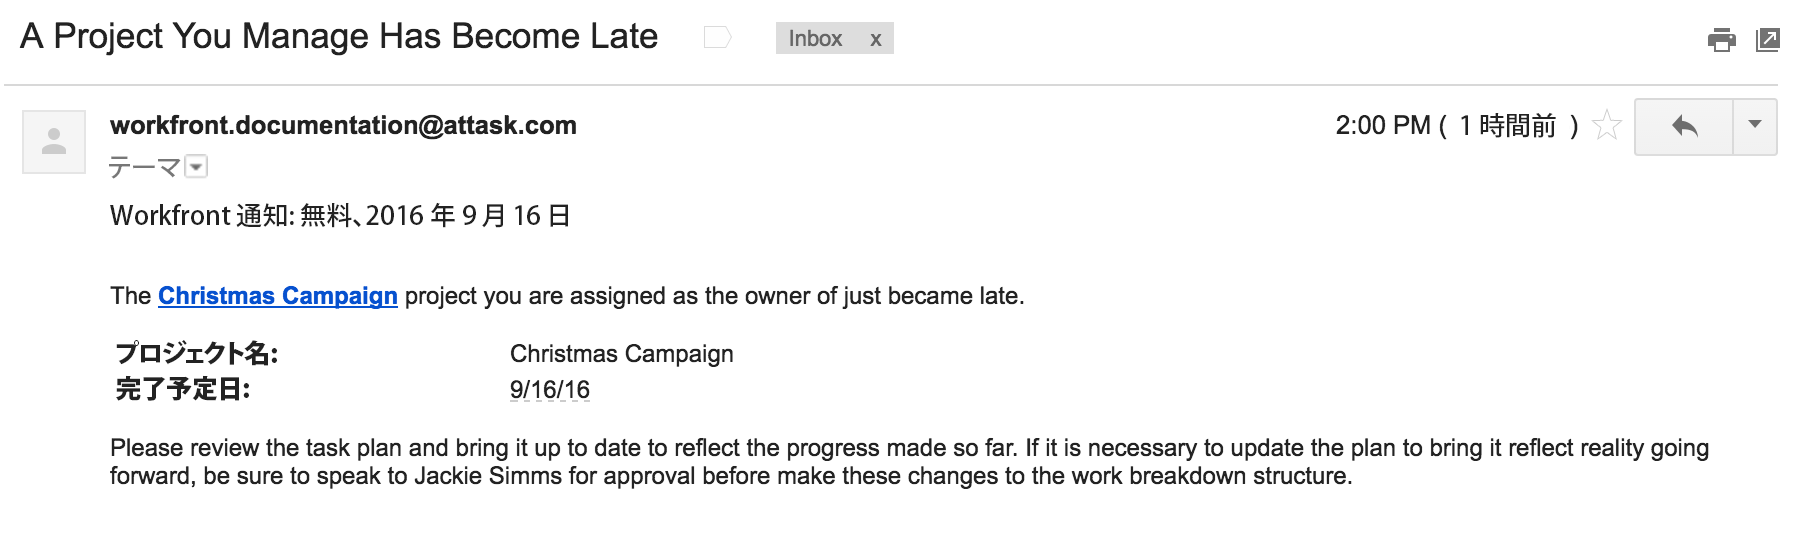 A Project You Manage Has Become Late
Inbox x
workfront.documentation@attask.com
2:00 PM ( 1 時間前 )
テーマ
Workfront 通知: 無料、2016 年 9 月 16 日
The Christmas Campaign project you are assigned as the owner of just became late.
プロジェクト名: Christmas Campaign
完了予定日: 9/16/16
Please review the task plan and bring it up to date to reflect the progress made so far. If it is necessary to update the plan to bring it reflect reality going
forward, be sure to speak to Jackie Simms for approval before make these changes to the work breakdown structure.